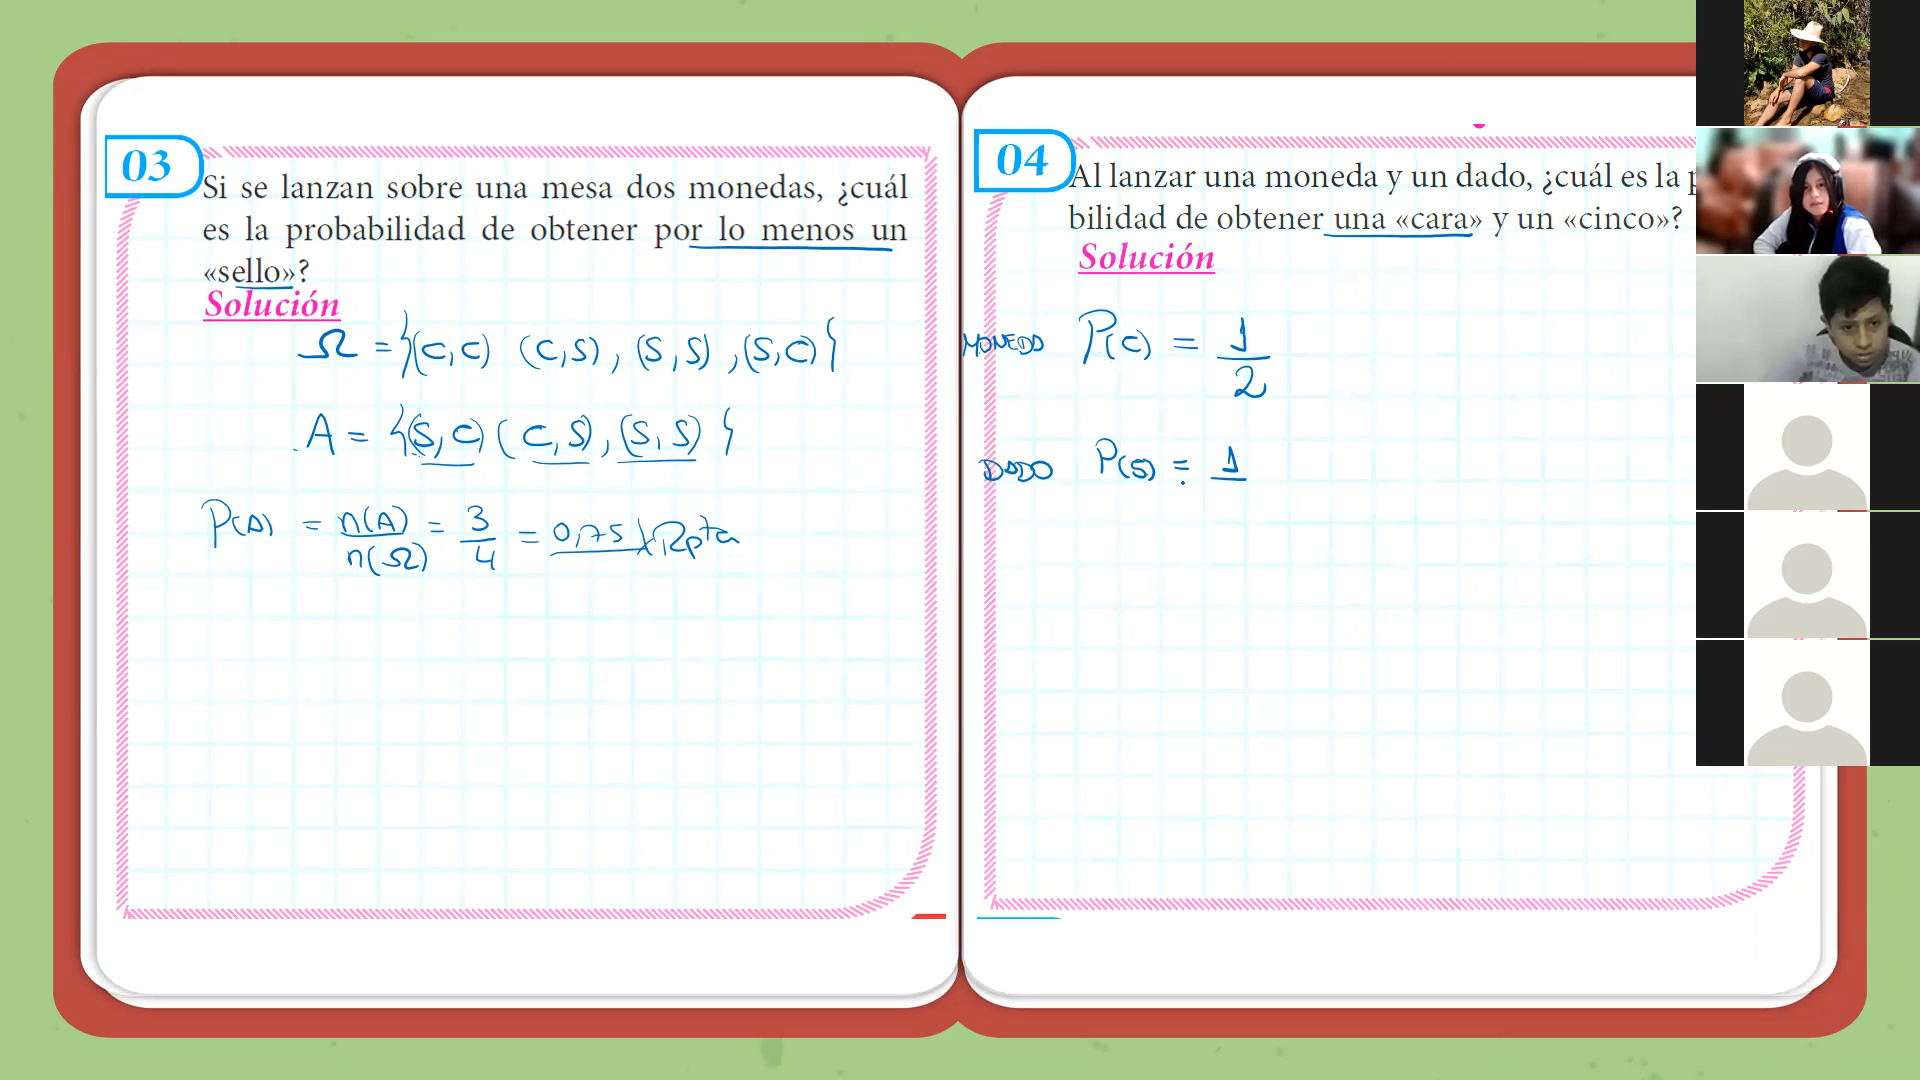 03
Si se lanzan sobre una mesa dos monedas, ¿cuál
es la probabilidad de obtener por lo menos un
«sello»?
Solución
Ω = {(C,C) (C,S), (S,S), (S,C)}
A = {(S,C) (C,S), (S,S)}
P(A) = n(A)/n(Ω) = 3/4 = 0,75 Rpta
04
Al lanzar una moneda y un dado, ¿cuál es la p
bilidad de obtener una «cara» y un «cinco»?
Solución
MONEDA P(C) = 1/2
DADO P(5) = 1